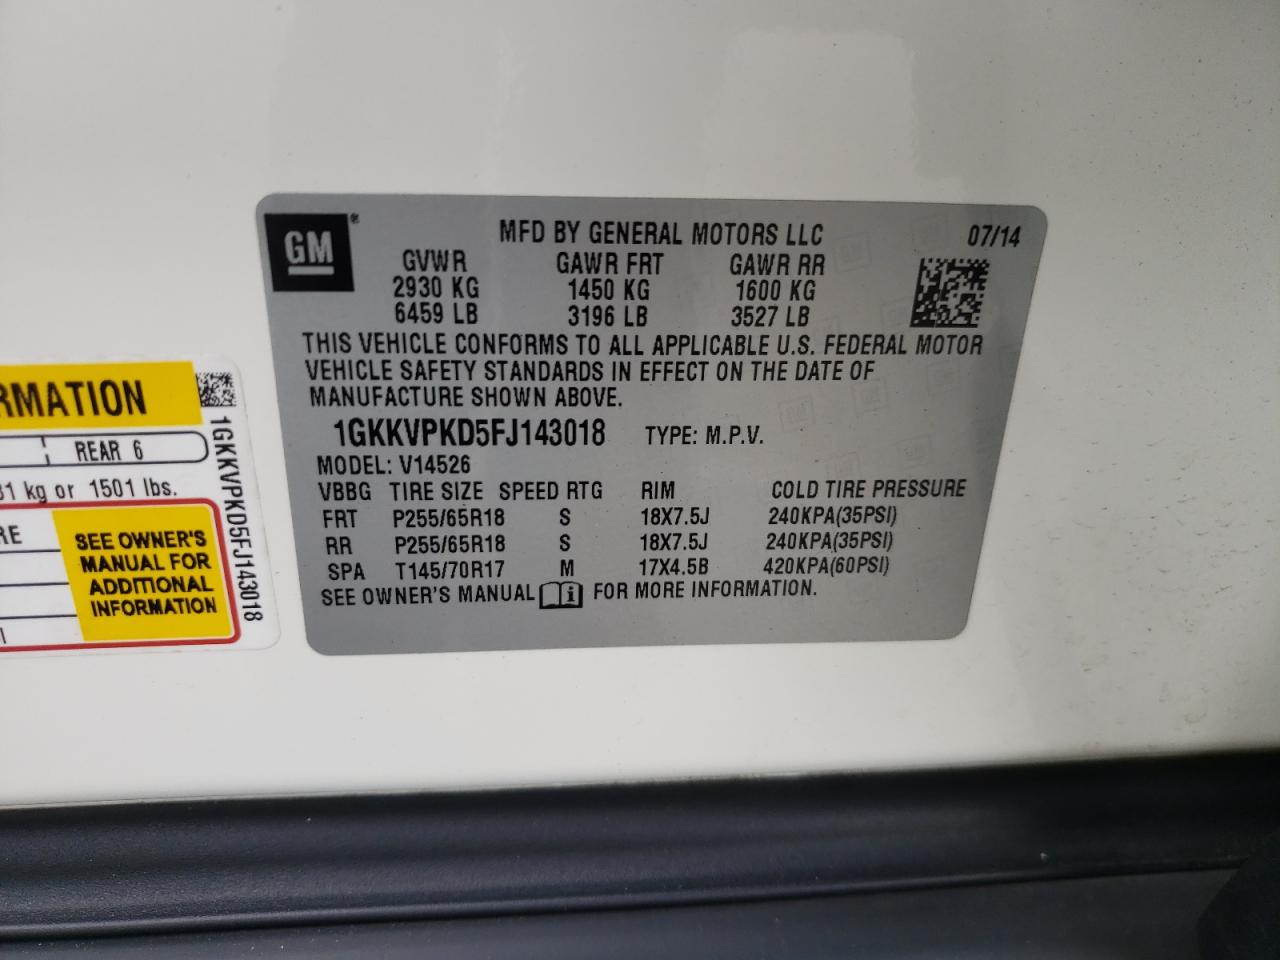 GM®
MFD BY GENERAL MOTORS LLC 07/14
GVWR GAWR FRT GAWR RR
2930 KG 1450 KG 1600 KG
6459 LB 3196 LB 3527 LB
THIS VEHICLE CONFORMS TO ALL APPLICABLE U.S. FEDERAL MOTOR
VEHICLE SAFETY STANDARDS IN EFFECT ON THE DATE OF
MANUFACTURE SHOWN ABOVE.
1GKKVPKD5FJ143018 TYPE: M.P.V.
MODEL: V14526
VBBG TIRE SIZE SPEED RTG RIM COLD TIRE PRESSURE
FRT P255/65R18 S 18X7.5J 240KPA(35PSI)
RR P255/65R18 S 18X7.5J 240KPA(35PSI)
SPA T145/70R17 M 17X4.5B 420KPA(60PSI)
SEE OWNER'S MANUAL i FOR MORE INFORMATION.
RMATION
REAR 6
kg or 1501 lbs.
RE
SEE OWNER'S
MANUAL FOR
ADDITIONAL
INFORMATION
1GKKVPKD5FJ143018